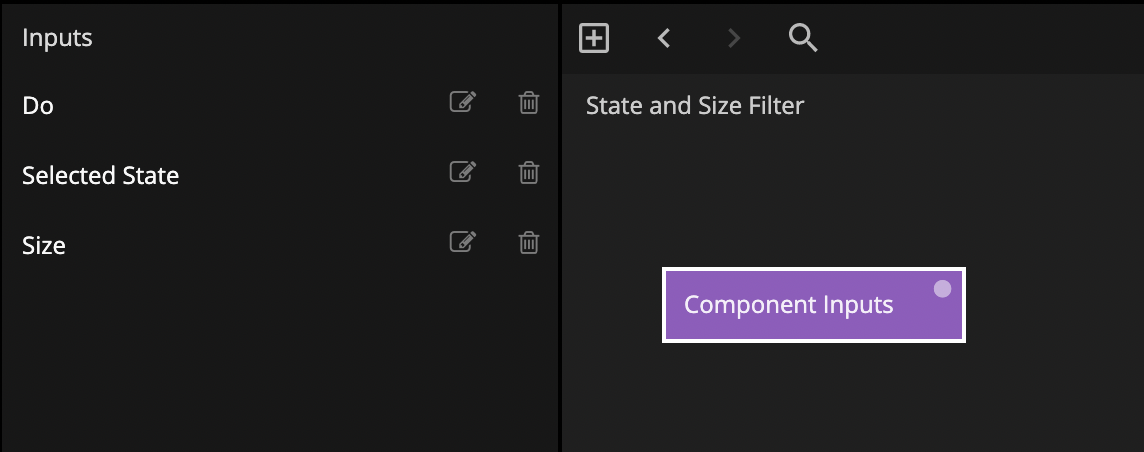 Inputs
Do
Selected State
Size
State and Size Filter
Component Inputs